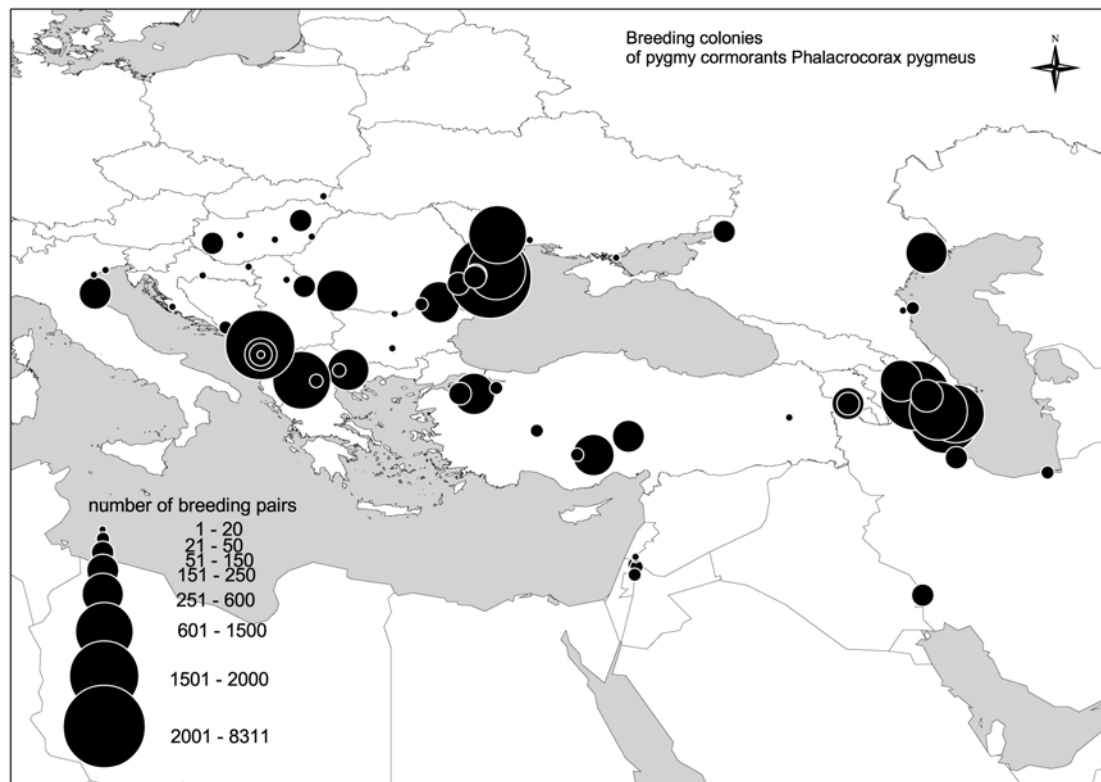 Breeding colonies
of pygmy cormorants Phalacrocorax pygmeus
N
number of breeding pairs
1 - 20
21 - 50
51 - 150
151 - 250
251 - 600
601 - 1500
1501 - 2000
2001 - 8311